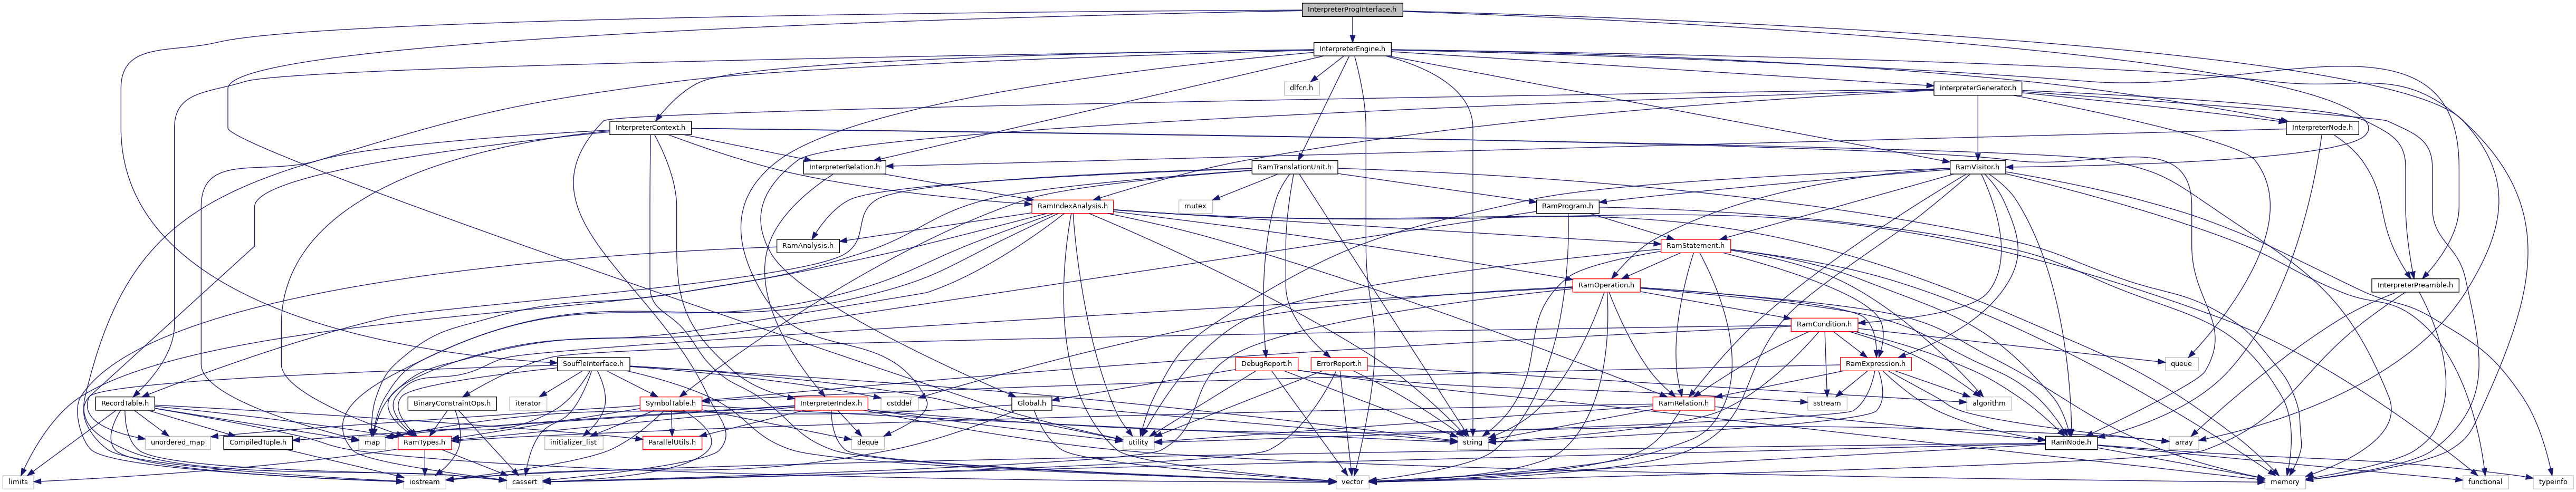 InterpreterProgInterface.h
InterpreterEngine.h
dlfcn.h
InterpreterGenerator.h
InterpreterContext.h
InterpreterNode.h
InterpreterRelation.h
RamTranslationUnit.h
RamVisitor.h
RamIndexAnalysis.h
mutex
RamProgram.h
RamAnalysis.h
RamStatement.h
RamOperation.h
InterpreterPreamble.h
RamCondition.h
SouffleInterface.h
DebugReport.h
ErrorReport.h
RamExpression.h
queue
RecordTable.h
BinaryConstraintOps.h
iterator
SymbolTable.h
InterpreterIndex.h
cstddef
Global.h
RamRelation.h
sstream
algorithm
unordered_map
CompiledTuple.h
map
RamTypes.h
initializer_list
ParallelUtils.h
deque
utility
string
RamNode.h
array
limits
iostream
cassert
vector
memory
functional
typeinfo